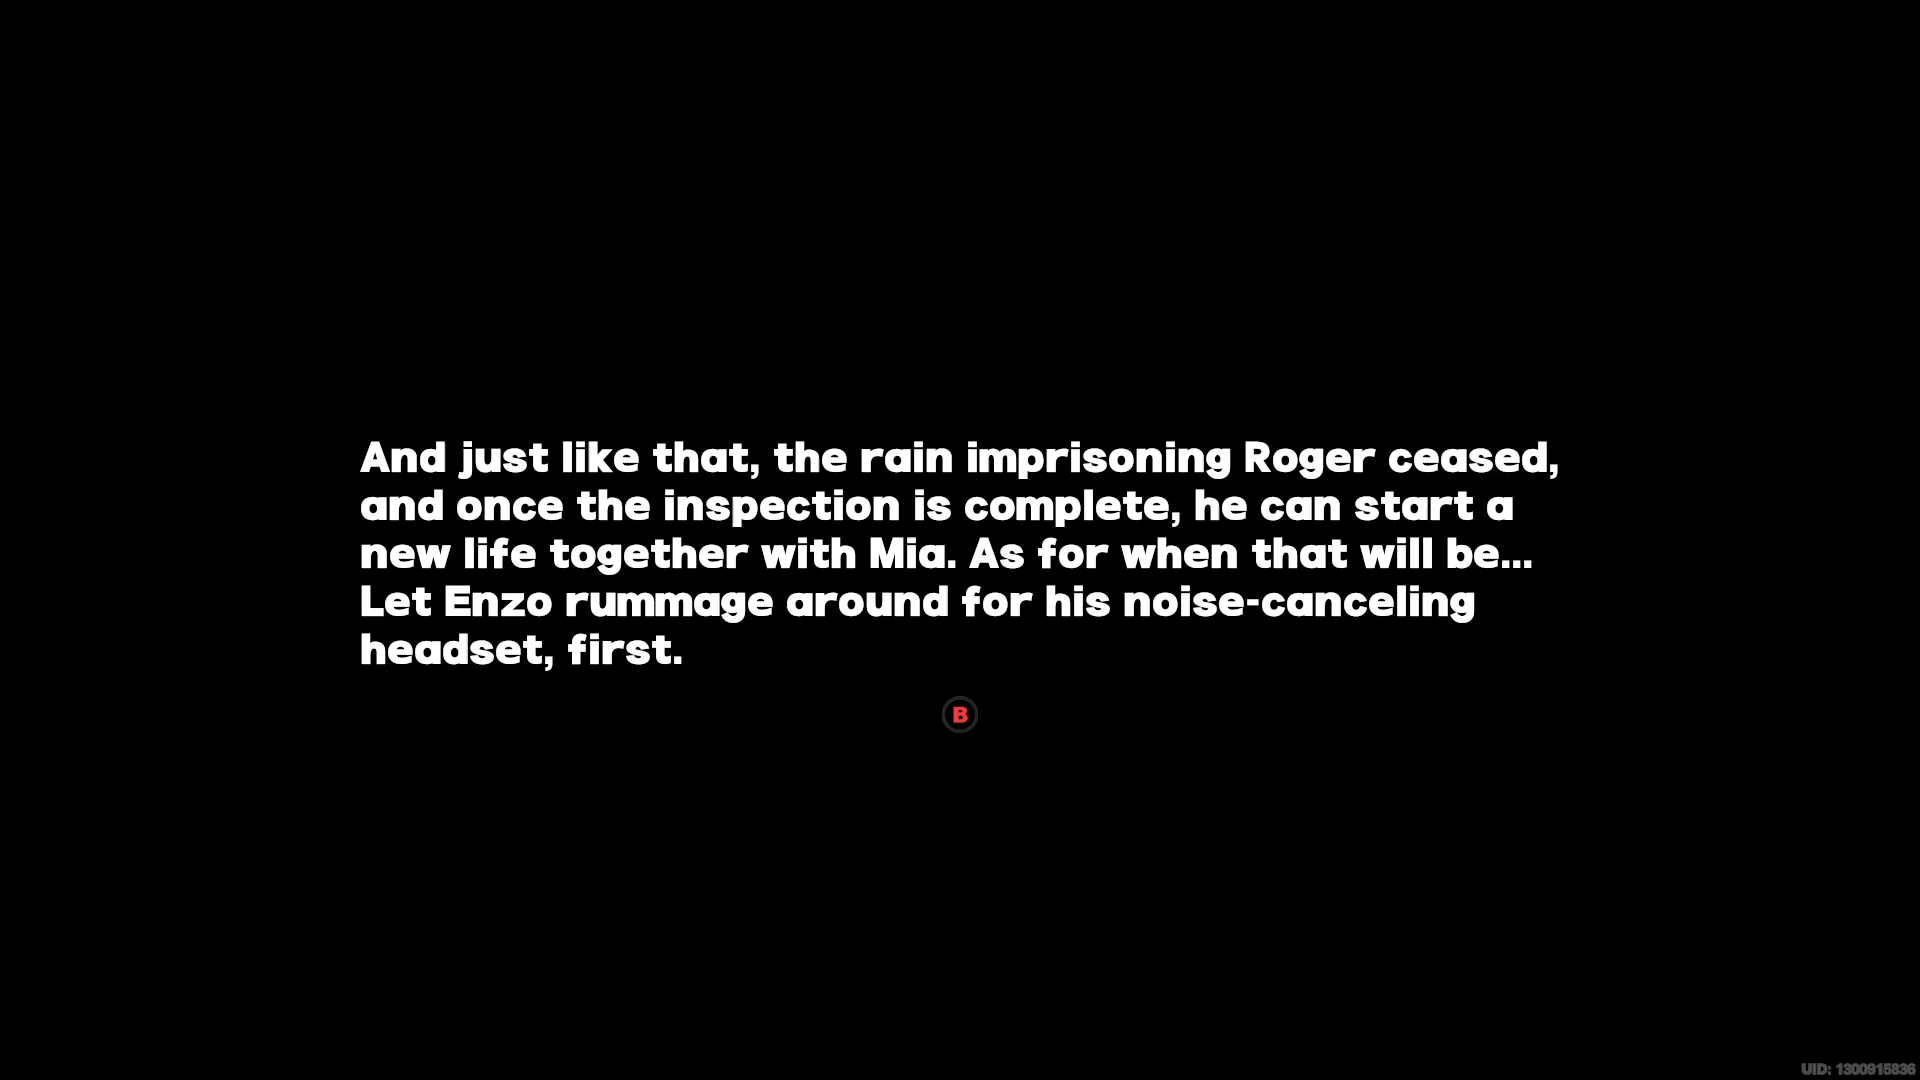 And just like that, the rain imprisoning Roger ceased,
and once the inspection is complete, he can start a
new life together with Mia. As for when that will be...
Let Enzo rummage around for his noise-canceling
headset, first.
B
UID: 1300915836